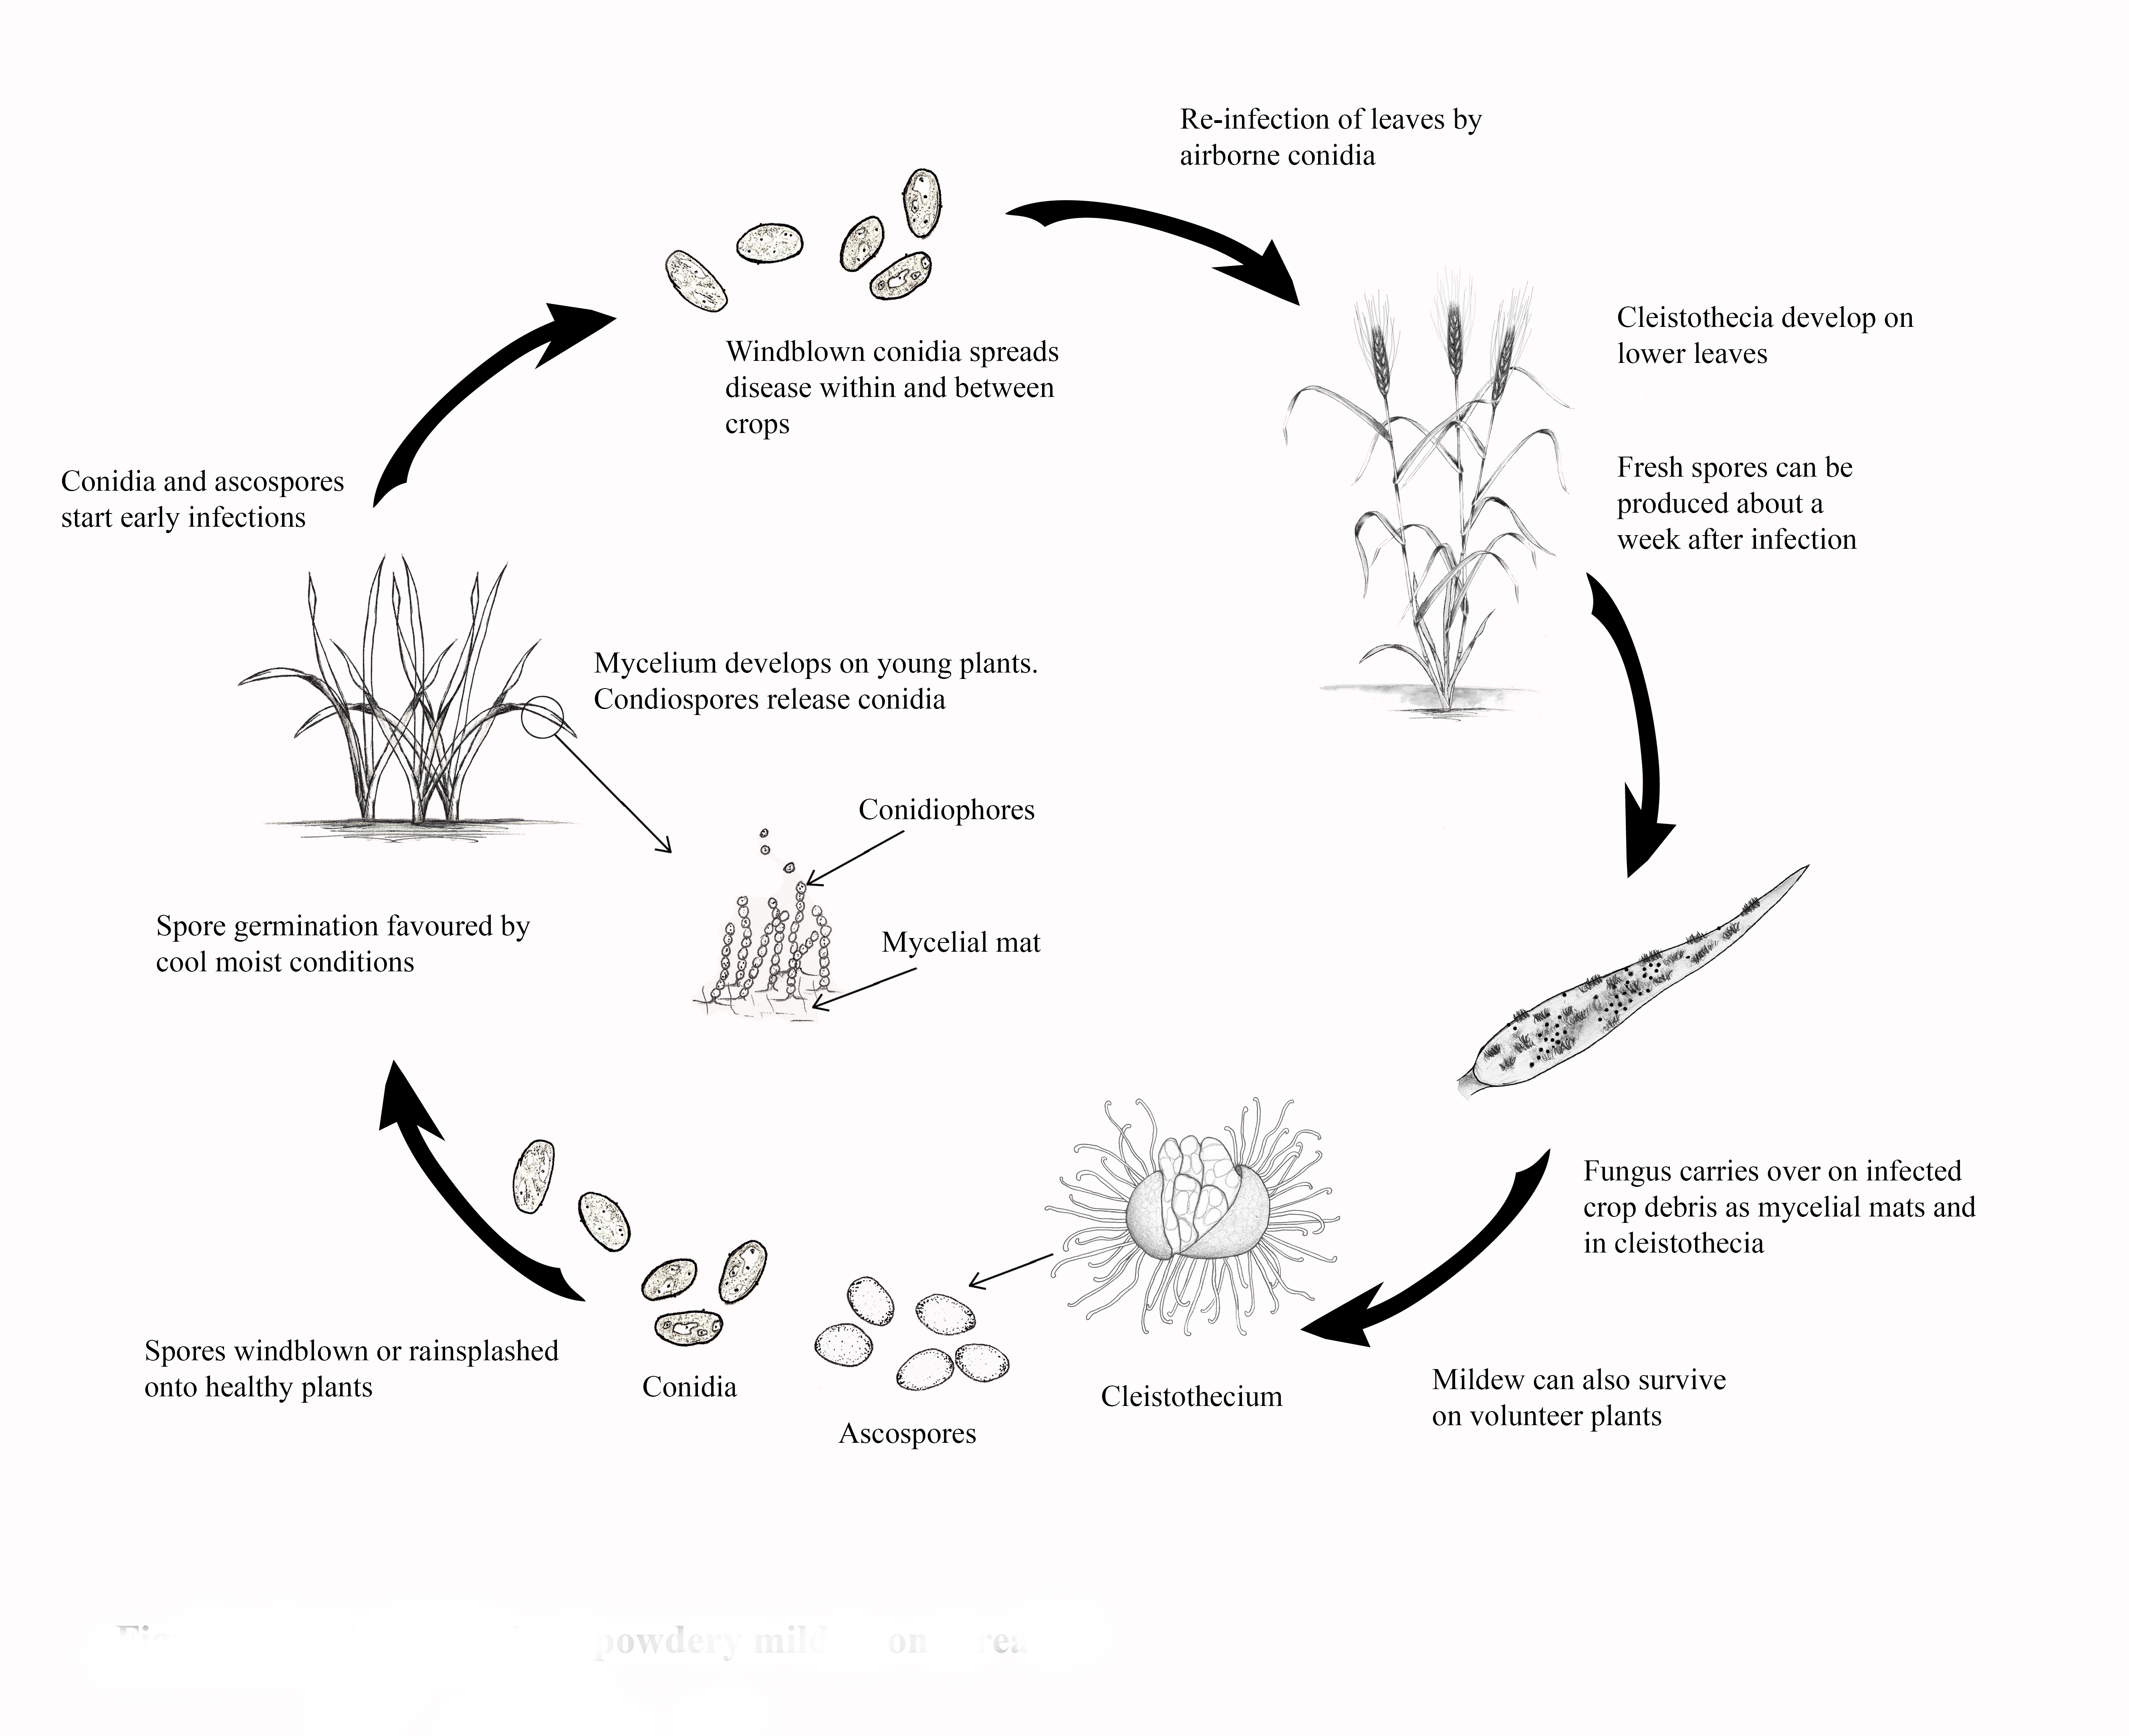 Re-infection of leaves by
airborne conidia
Cleistothecia develop on
lower leaves
Fresh spores can be
produced about a
week after infection
Windblown conidia spreads
disease within and between
crops
Conidia and ascospores
start early infections
Mycelium develops on young plants.
Condiospores release conidia
Conidiophores
Mycelial mat
Spore germination favoured by
cool moist conditions
Fungus carries over on infected
crop debris as mycelial mats and
in cleistothecia
Mildew can also survive
on volunteer plants
Cleistothecium
Ascospores
Conidia
Spores windblown or rainsplashed
onto healthy plants
powdery on